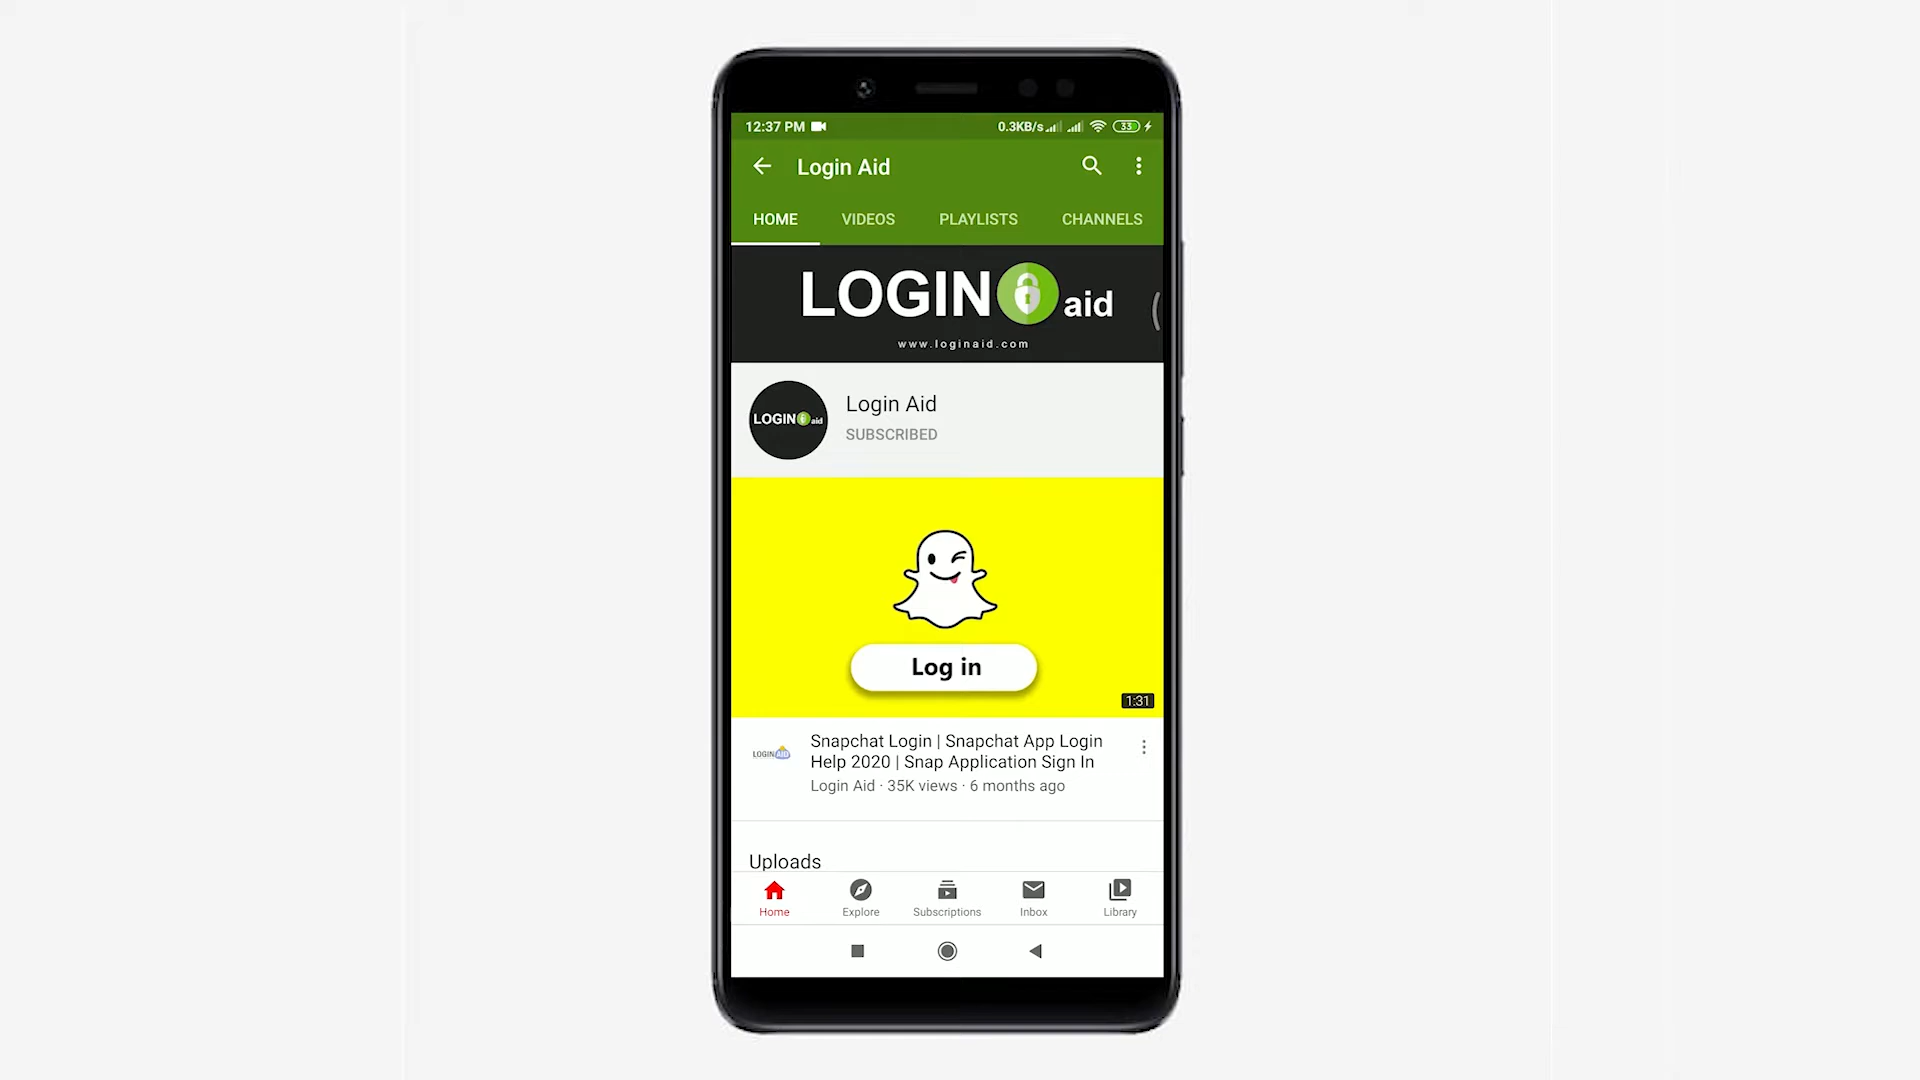 12:37 PM 0.3KB/s 33
Login Aid
HOME VIDEOS PLAYLISTS CHANNELS
LOGIN aid
www.loginaid.com
LOGIN aid
Login Aid
SUBSCRIBED
Log in
1:31
LOGIN AID
Snapchat Login | Snapchat App Login
Help 2020 | Snap Application Sign In
Login Aid · 35K views · 6 months ago
Uploads
Home Explore Subscriptions Inbox Library